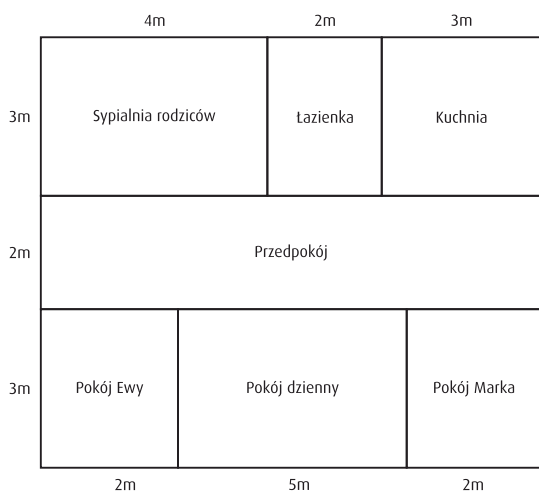 4m 2m 3m
3m Sypialnia rodziców Łazienka Kuchnia
2m Przedpokój
3m Pokój Ewy Pokój dzienny Pokój Marka
2m 5m 2m